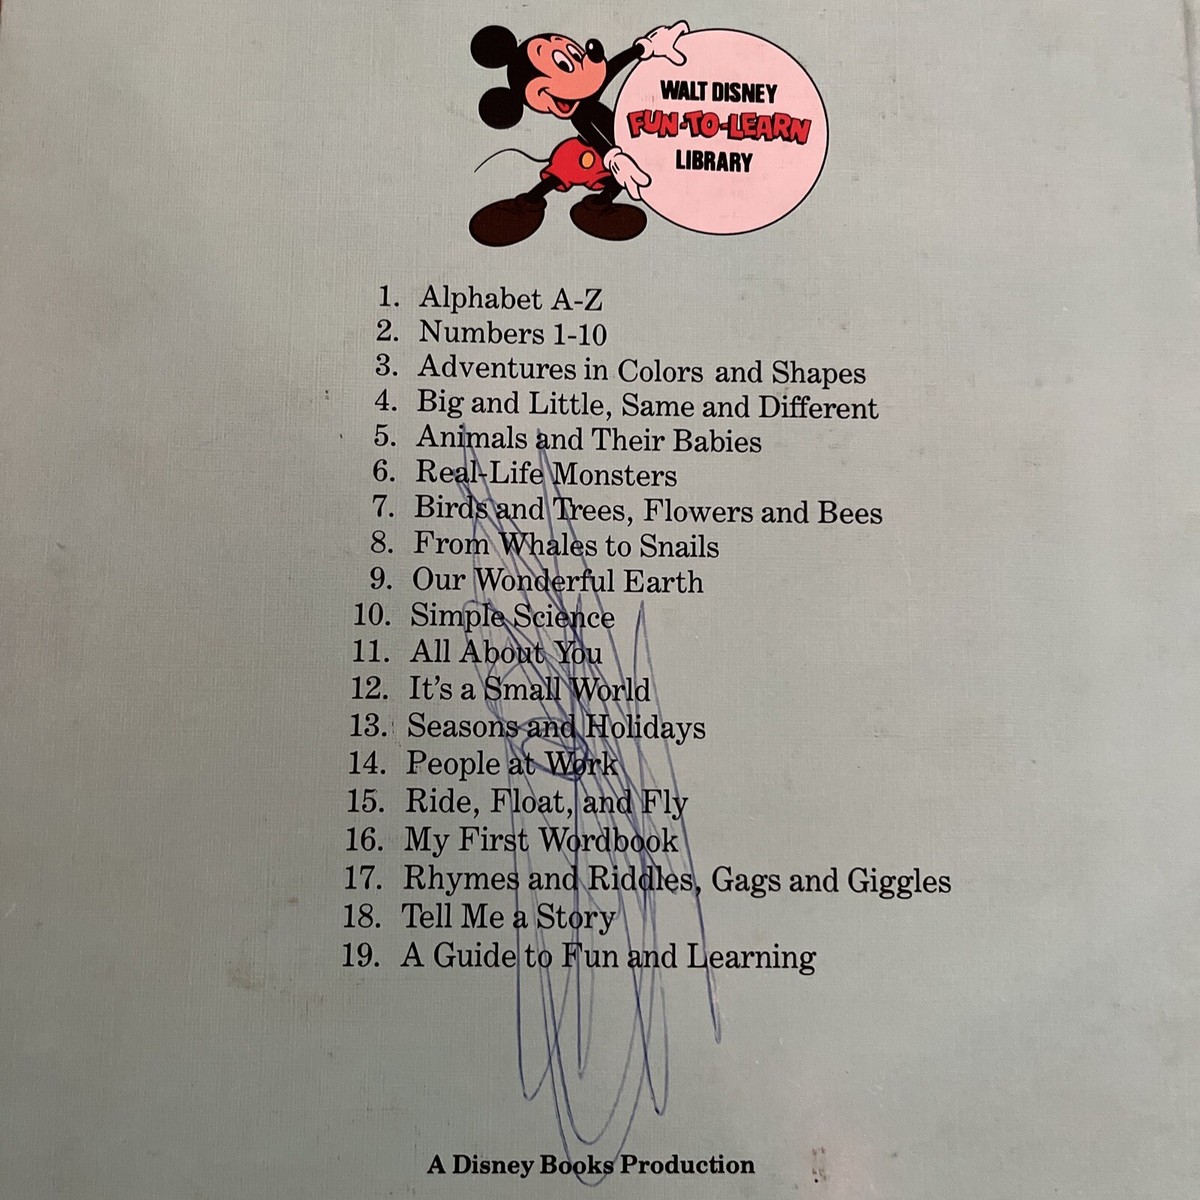 WALT DISNEY
FUN-TO-LEARN
LIBRARY
1. Alphabet A-Z
2. Numbers 1-10
3. Adventures in Colors and Shapes
4. Big and Little, Same and Different
5. Animals and Their Babies
6. Real-Life Monsters
7. Birds and Trees, Flowers and Bees
8. From Whales to Snails
9. Our Wonderful Earth
10. Simple Science
11. All About You
12. It's a Small World
13. Seasons and Holidays
14. People at Work
15. Ride, Float, and Fly
16. My First Wordbook
17. Rhymes and Riddles, Gags and Giggles
18. Tell Me a Story
19. A Guide to Fun and Learning
A Disney Books Production